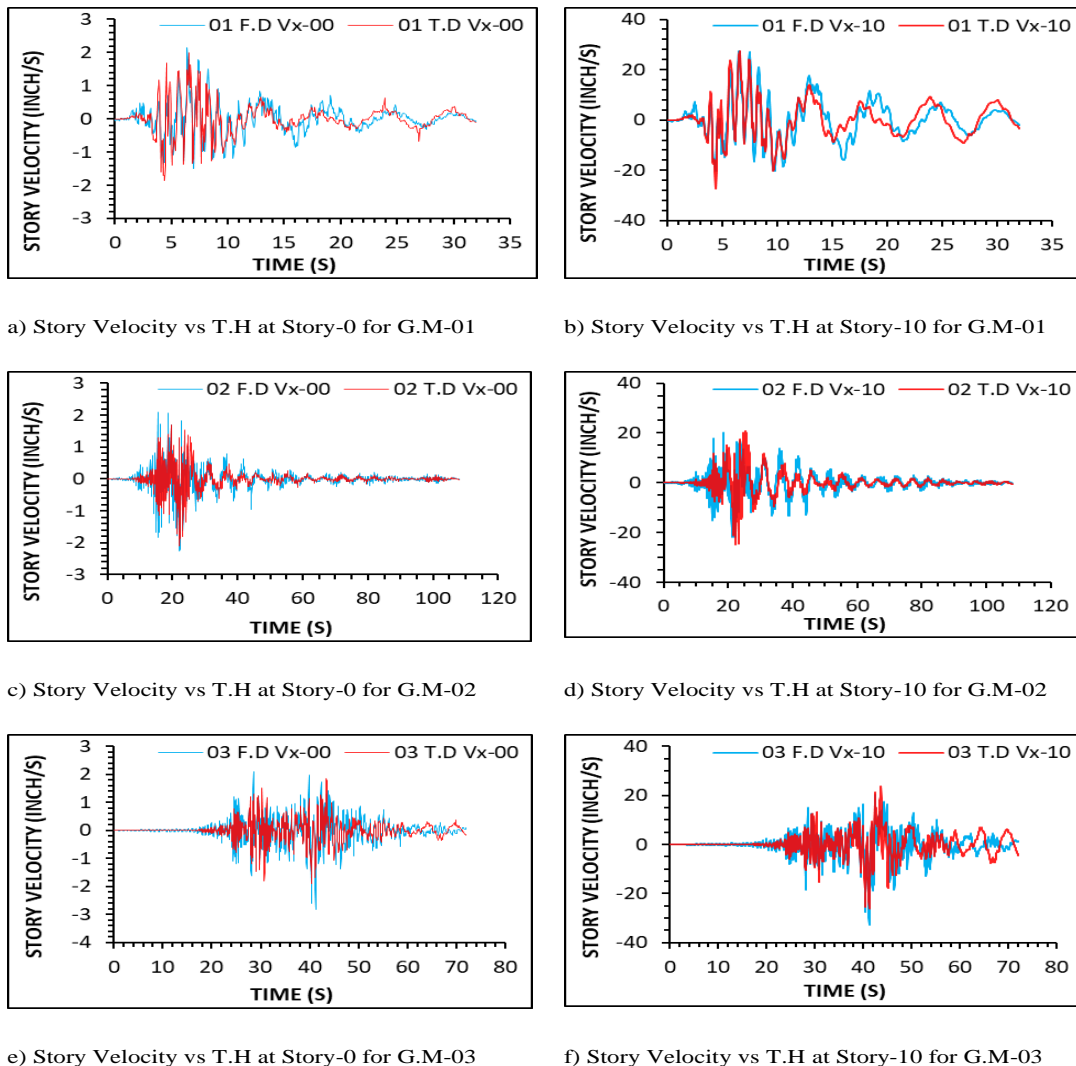 01 F.D Vx-00 01 T.D Vx-00
STORY VELOCITY (INCH/S)
3
2
1
0
-1
-2
-3
0 5 10 15 20 25 30 35
TIME (S)
a) Story Velocity vs T.H at Story-0 for G.M-01
01 F.D Vx-10 01 T.D Vx-10
STORY VELOCITY (INCH/S)
40
20
0
-20
-40
0 5 10 15 20 25 30 35
TIME (S)
b) Story Velocity vs T.H at Story-10 for G.M-01
02 F.D Vx-00 02 T.D Vx-00
STORY VELOCITY (INCH/S)
3
2
1
0
-1
-2
-3
0 20 40 60 80 100 120
TIME (S)
c) Story Velocity vs T.H at Story-0 for G.M-02
02 F.D Vx-10 02 T.D Vx-10
STORY VELOCITY (INCH/S)
40
20
0
-20
-40
0 20 40 60 80 100 120
TIME (S)
d) Story Velocity vs T.H at Story-10 for G.M-02
03 F.D Vx-00 03 T.D Vx-00
STORY VELOCITY (INCH/S)
3
2
1
0
-1
-2
-3
-4
0 10 20 30 40 50 60 70 80
TIME (S)
e) Story Velocity vs T.H at Story-0 for G.M-03
03 F.D Vx-10 03 T.D Vx-10
STORY VELOCITY (INCH/S)
40
20
0
-20
-40
0 10 20 30 40 50 60 70 80
TIME (S)
f) Story Velocity vs T.H at Story-10 for G.M-03